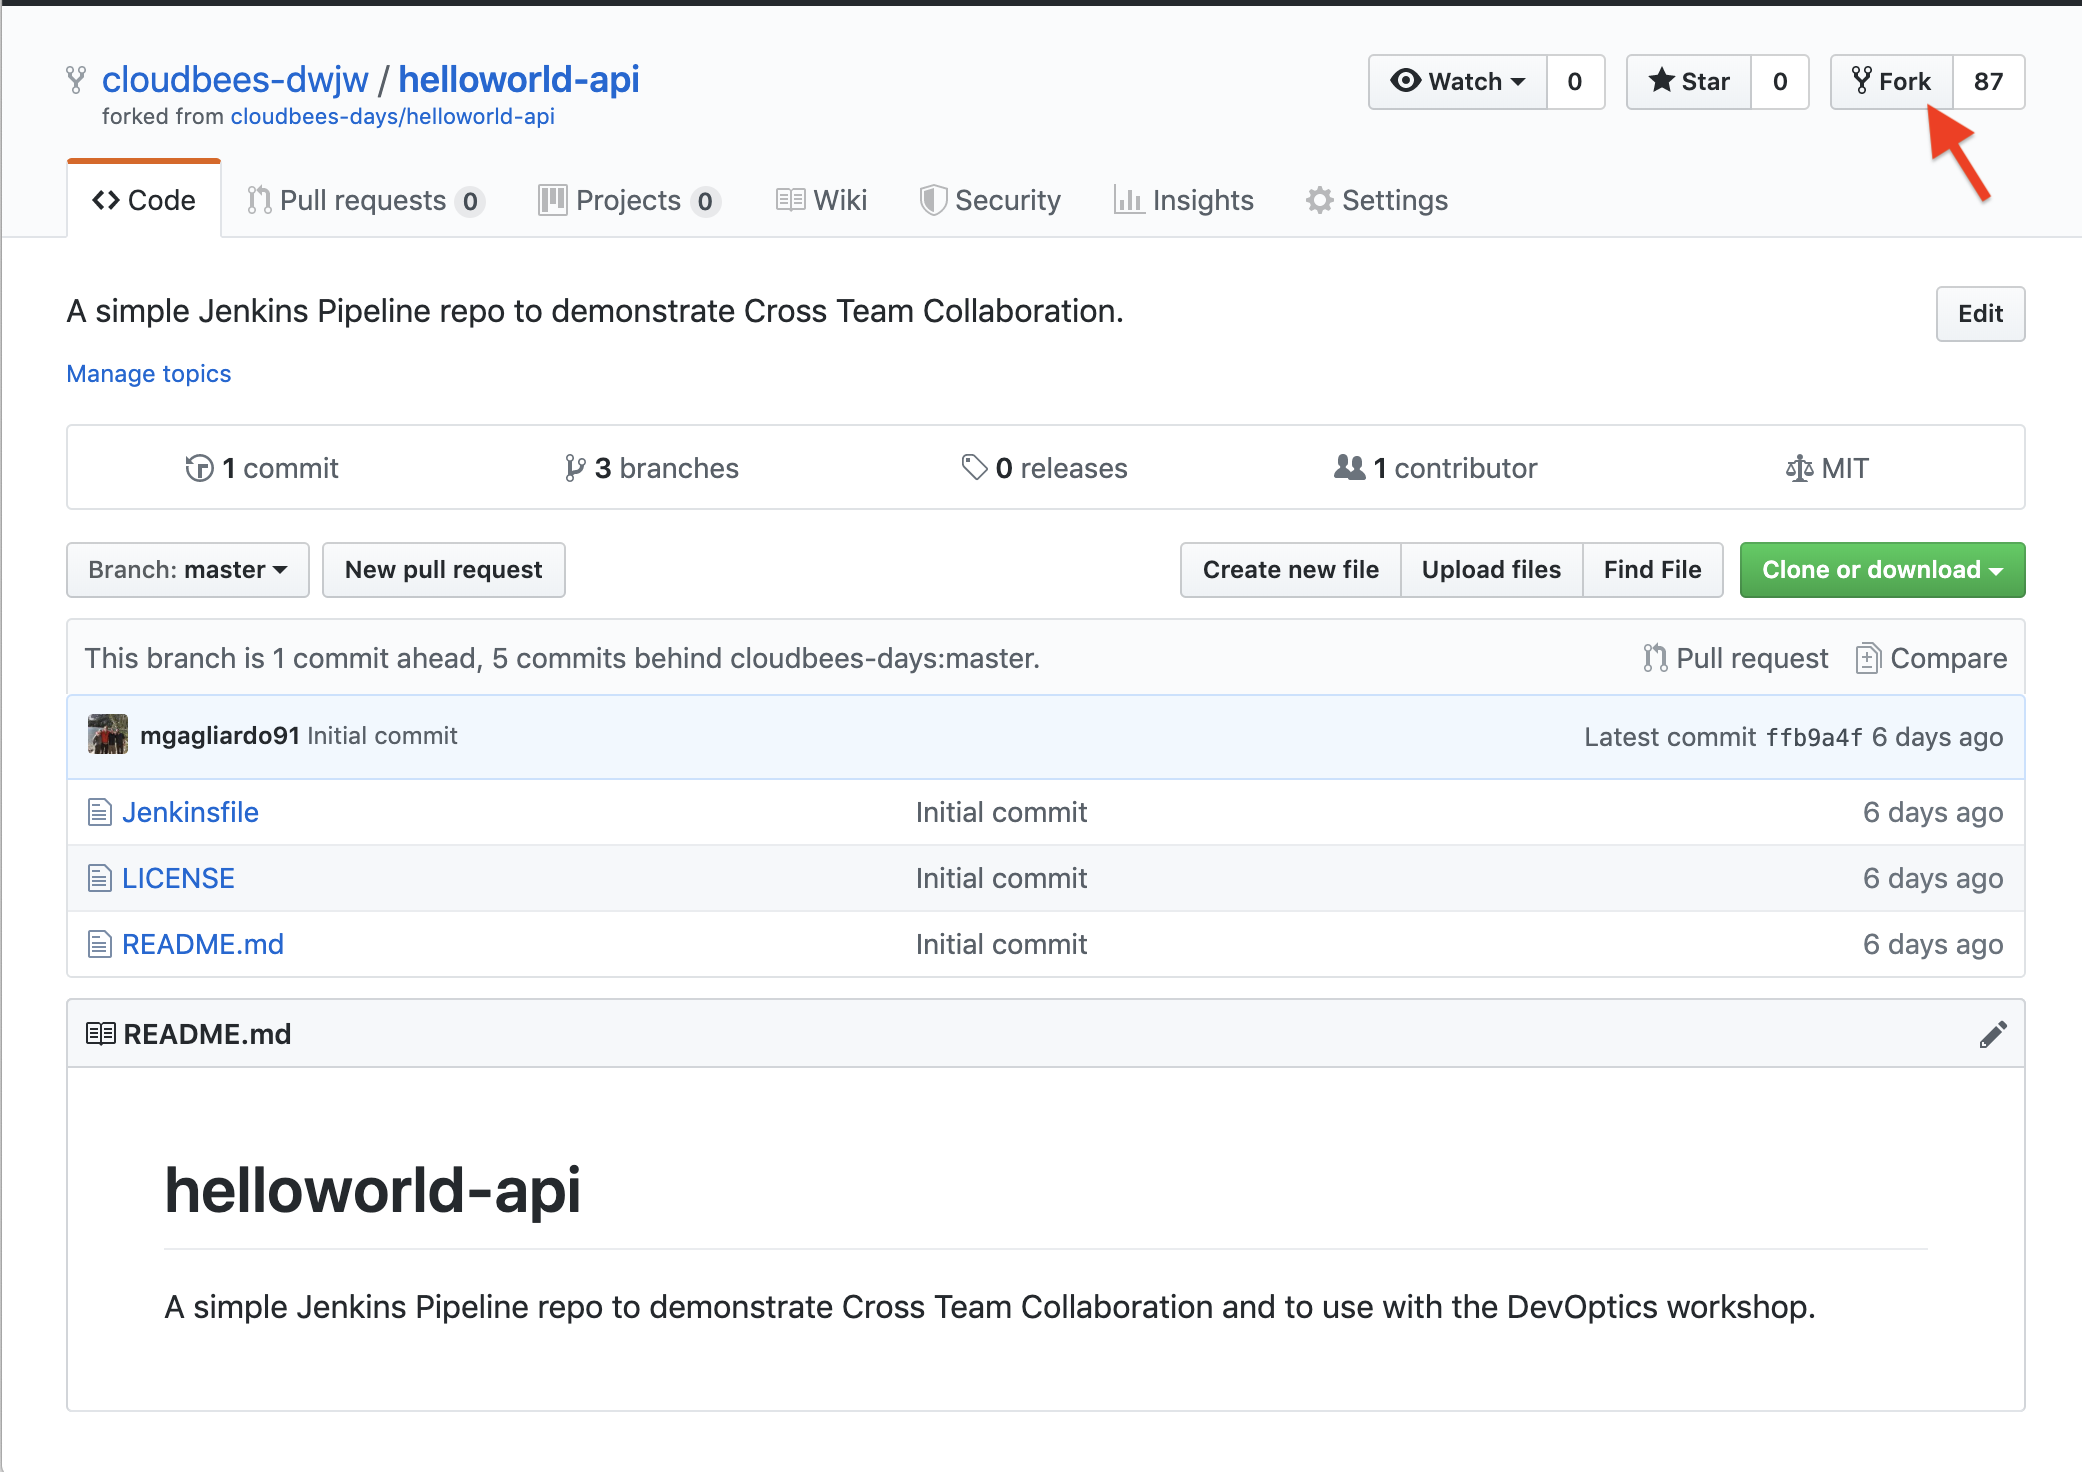 cloudbees-dwjw / helloworld-api
forked from cloudbees-days/helloworld-api
Watch 0 Star 0 Fork 87
Code Pull requests 0 Projects 0 Wiki Security Insights Settings
A simple Jenkins Pipeline repo to demonstrate Cross Team Collaboration.
Edit
Manage topics
1 commit 3 branches 0 releases 1 contributor MIT
Branch: master New pull request Create new file Upload files Find File Clone or download
This branch is 1 commit ahead, 5 commits behind cloudbees-days:master. Pull request Compare
mgagliardo91 Initial commit Latest commit ffb9a4f 6 days ago
Jenkinsfile Initial commit 6 days ago
LICENSE Initial commit 6 days ago
README.md Initial commit 6 days ago
README.md
helloworld-api
A simple Jenkins Pipeline repo to demonstrate Cross Team Collaboration and to use with the DevOptics workshop.